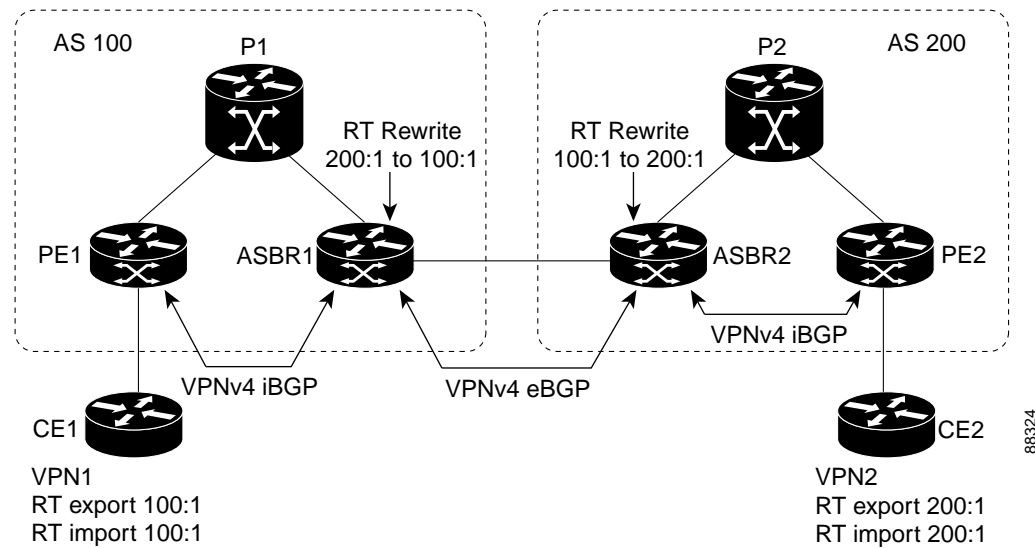 AS 100
P1
P2
AS 200
RT Rewrite
200:1 to 100:1
RT Rewrite
100:1 to 200:1
PE1
ASBR1
ASBR2
PE2
VPNv4 iBGP
VPNv4 eBGP
VPNv4 iBGP
CE1
CE2
VPN1
RT export 100:1
RT import 100:1
VPN2
RT export 200:1
RT import 200:1
88324